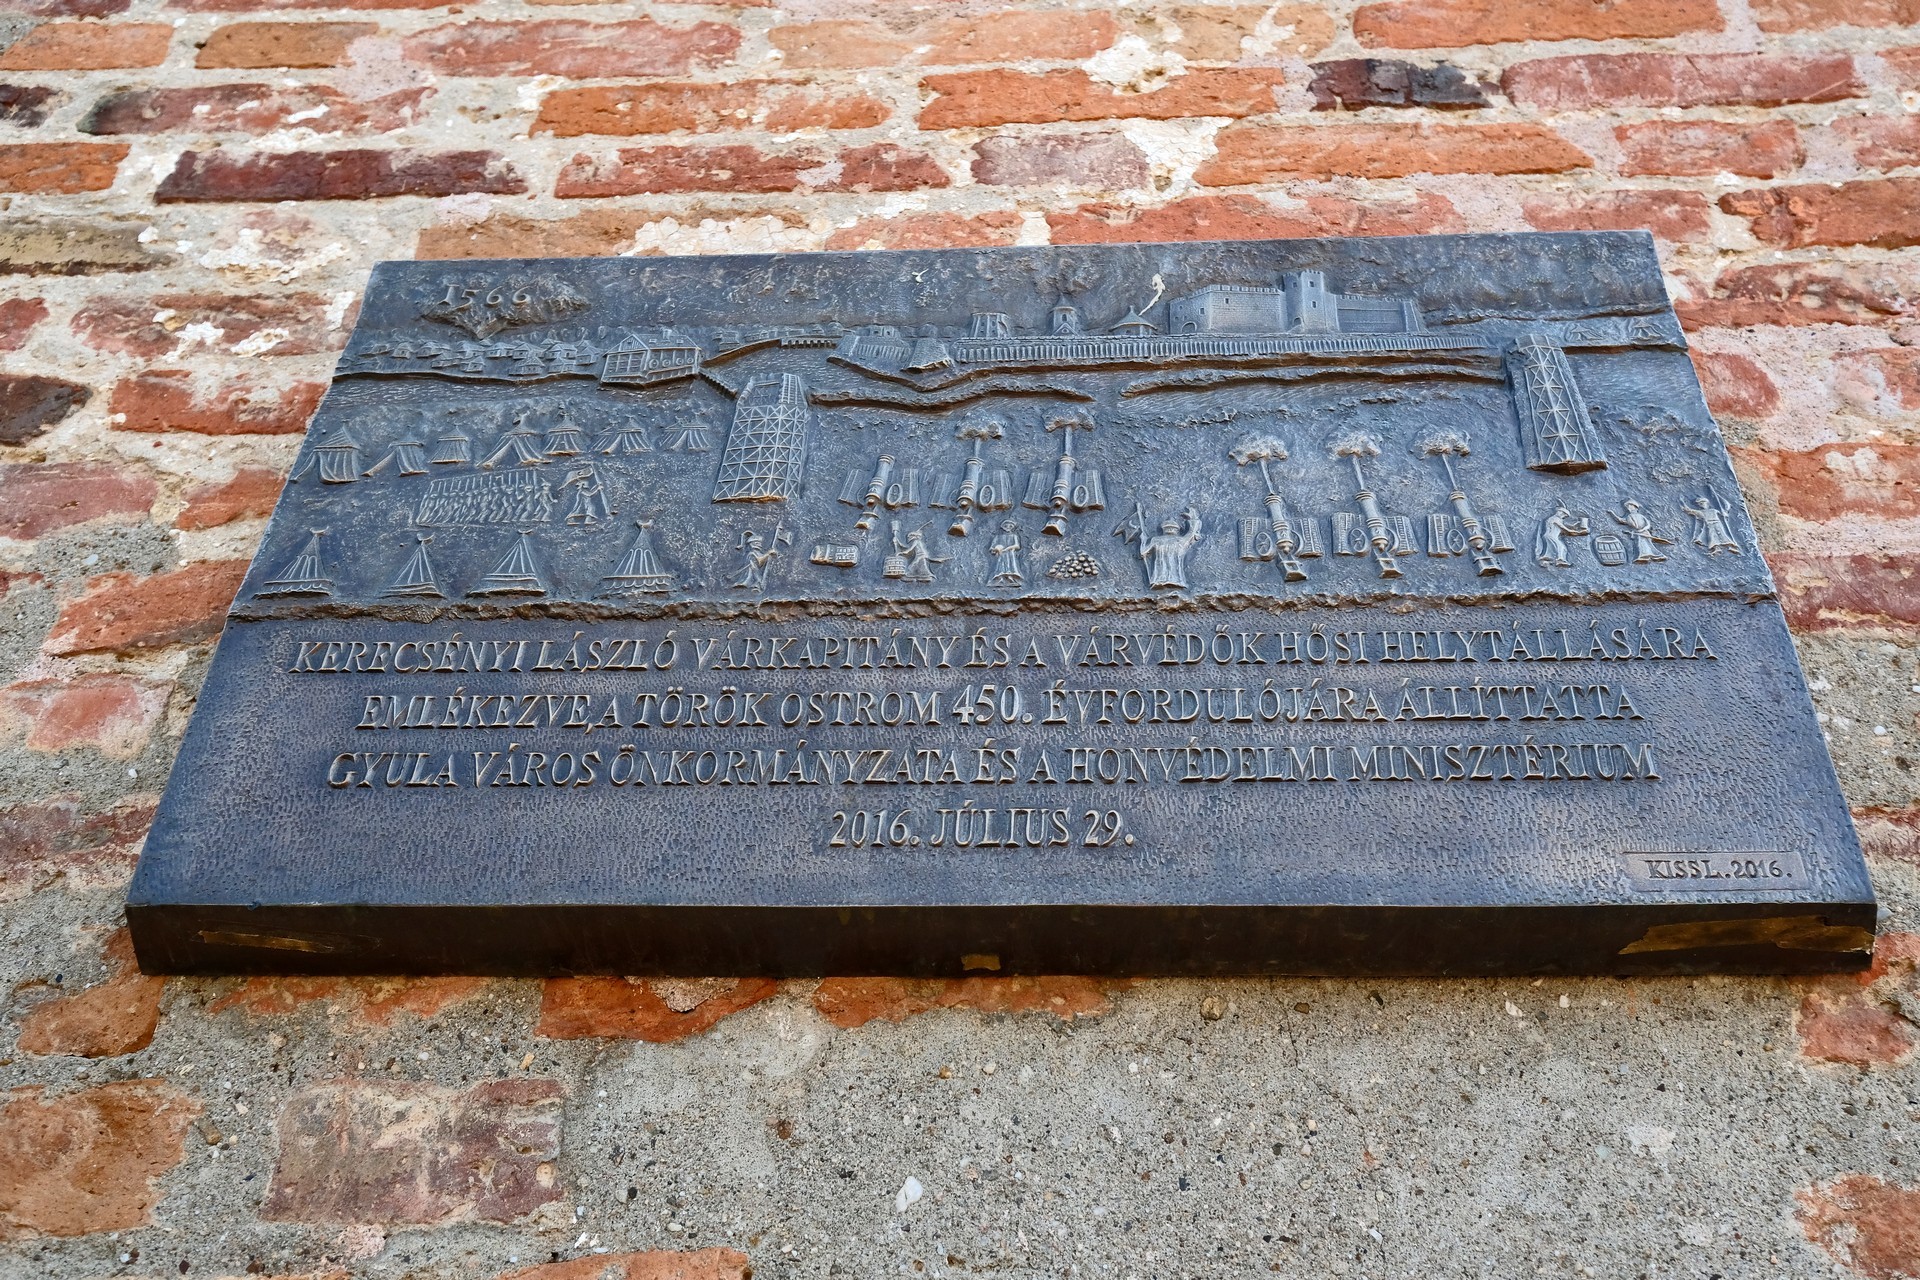 1566
KERECSÉNYI LÁSZLÓ VÁRKAPITÁNY ÉS A VÁRVÉDŐK HŐSI HELYTÁLLÁSÁRA
EMLÉKEZVE, A TÖRÖK OSTROM 450. ÉVFORDULÓJÁRA ÁLLÍTTATTA
GYULA VÁROS ÖNKORMÁNYZATA ÉS A HONVÉDELMI MINISZTÉRIUM
2016. JÚLIUS 29.
KISSL.2016.